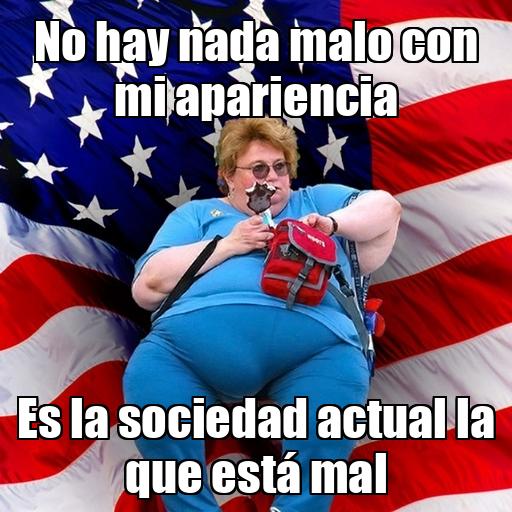 No hay nada malo con
mi apariencia
Es la sociedad actual la
que está mal